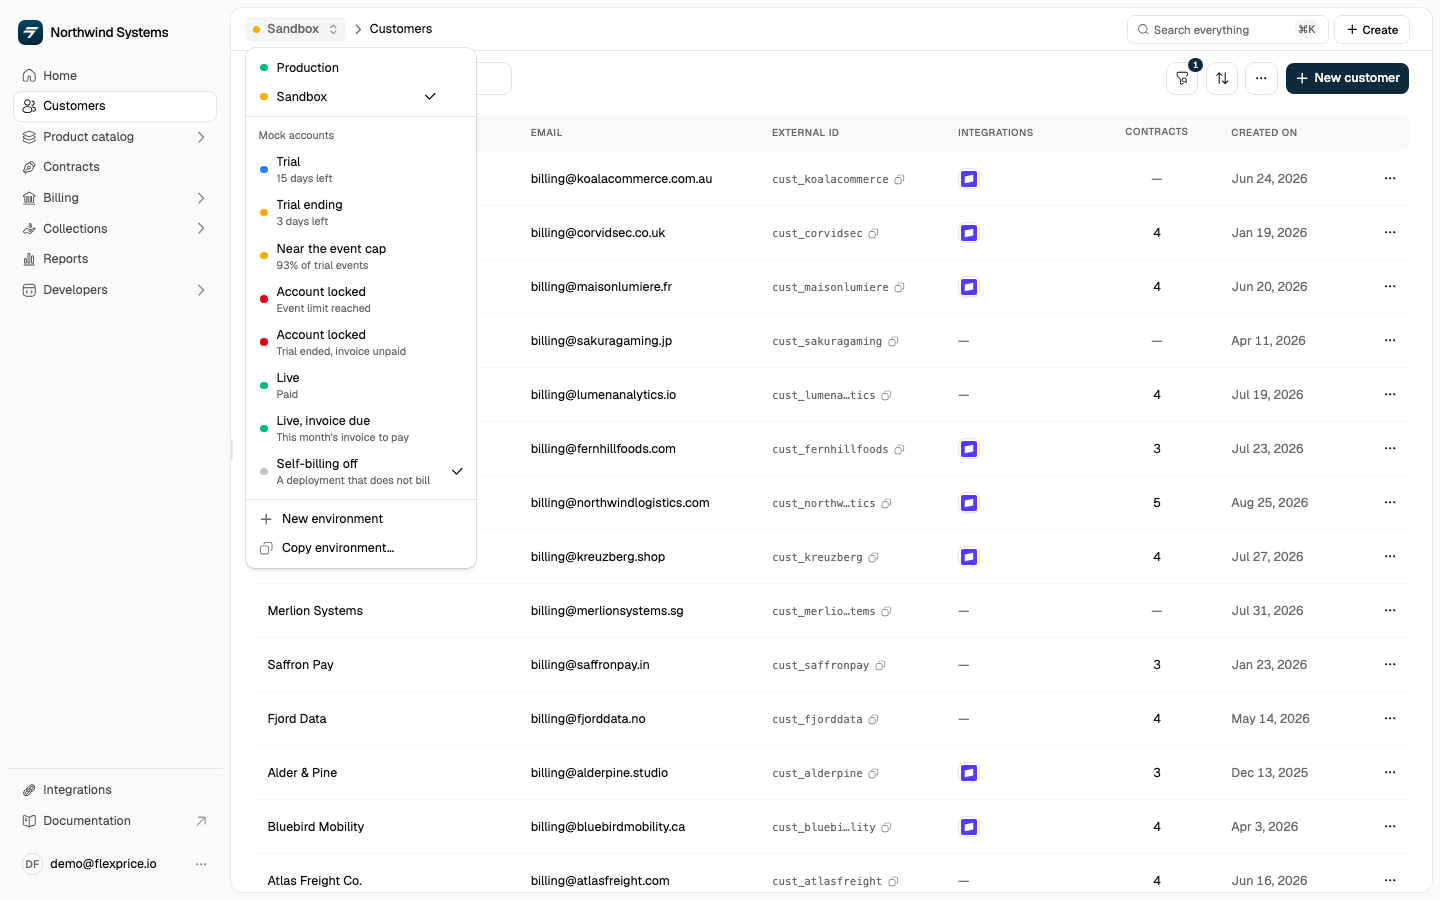 Northwind Systems
Home
Customers
Product catalog
Contracts
Billing
Collections
Reports
Developers
Integrations
Documentation
DF demo@flexprice.io
Sandbox
Customers
Search everything ⌘K
+ Create
1
+ New customer
Production
Sandbox
Mock accounts
Trial
15 days left
Trial ending
3 days left
Near the event cap
93% of trial events
Account locked
Event limit reached
Account locked
Trial ended, invoice unpaid
Live
Paid
Live, invoice due
This month's invoice to pay
Self-billing off
A deployment that does not bill
New environment
Copy environment...
EMAIL EXTERNAL ID INTEGRATIONS CONTRACTS CREATED ON
billing@koalacommerce.com.au cust_koalacommerce — Jun 24, 2026
billing@corvidsec.co.uk cust_corvidsec 4 Jan 19, 2026
billing@maisonlumiere.fr cust_maisonlumiere 4 Jun 20, 2026
billing@sakuragaming.jp cust_sakuragaming — — Apr 11, 2026
billing@lumenanalytics.io cust_lumena…tics — 4 Jul 19, 2026
billing@fernhillfoods.com cust_fernhillfoods 3 Jul 23, 2026
billing@northwindlogistics.com cust_northw…tics 5 Aug 25, 2026
billing@kreuzberg.shop cust_kreuzberg 4 Jul 27, 2026
Merlion Systems billing@merlionsystems.sg cust_merlio…tems — — Jul 31, 2026
Saffron Pay billing@saffronpay.in cust_saffronpay — 3 Jan 23, 2026
Fjord Data billing@fjorddata.no cust_fjorddata — 4 May 14, 2026
Alder & Pine billing@alderpine.studio cust_alderpine 3 Dec 13, 2025
Bluebird Mobility billing@bluebirdmobility.ca cust_bluebi…lity 4 Apr 3, 2026
Atlas Freight Co. billing@atlasfreight.com cust_atlasfreight — 4 Jun 16, 2026